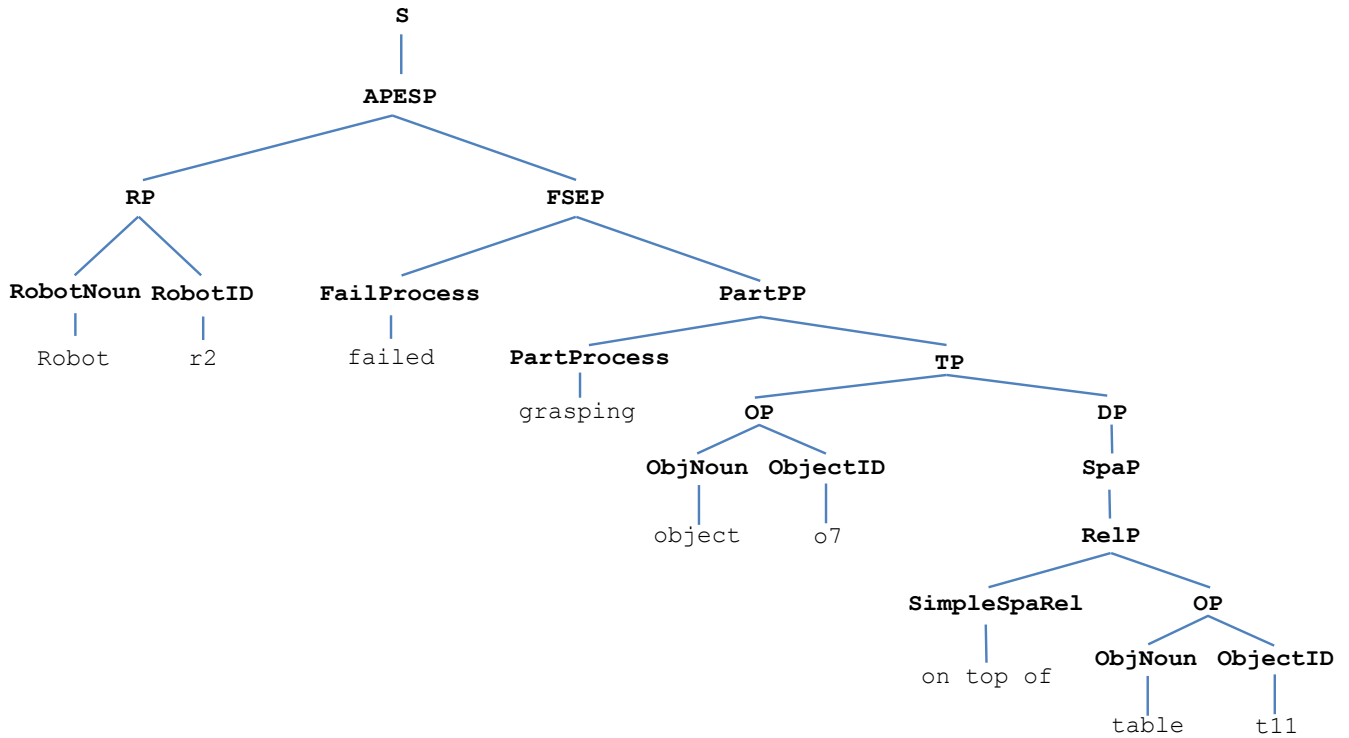 S
APESP
RP FSEP
RobotNoun RobotID FailProcess PartPP
Robot r2 failed PartProcess TP
grasping OP DP
ObjNoun ObjectID SpaP
object o7 RelP
SimpleSpaRel OP
on top of ObjNoun ObjectID
table t11